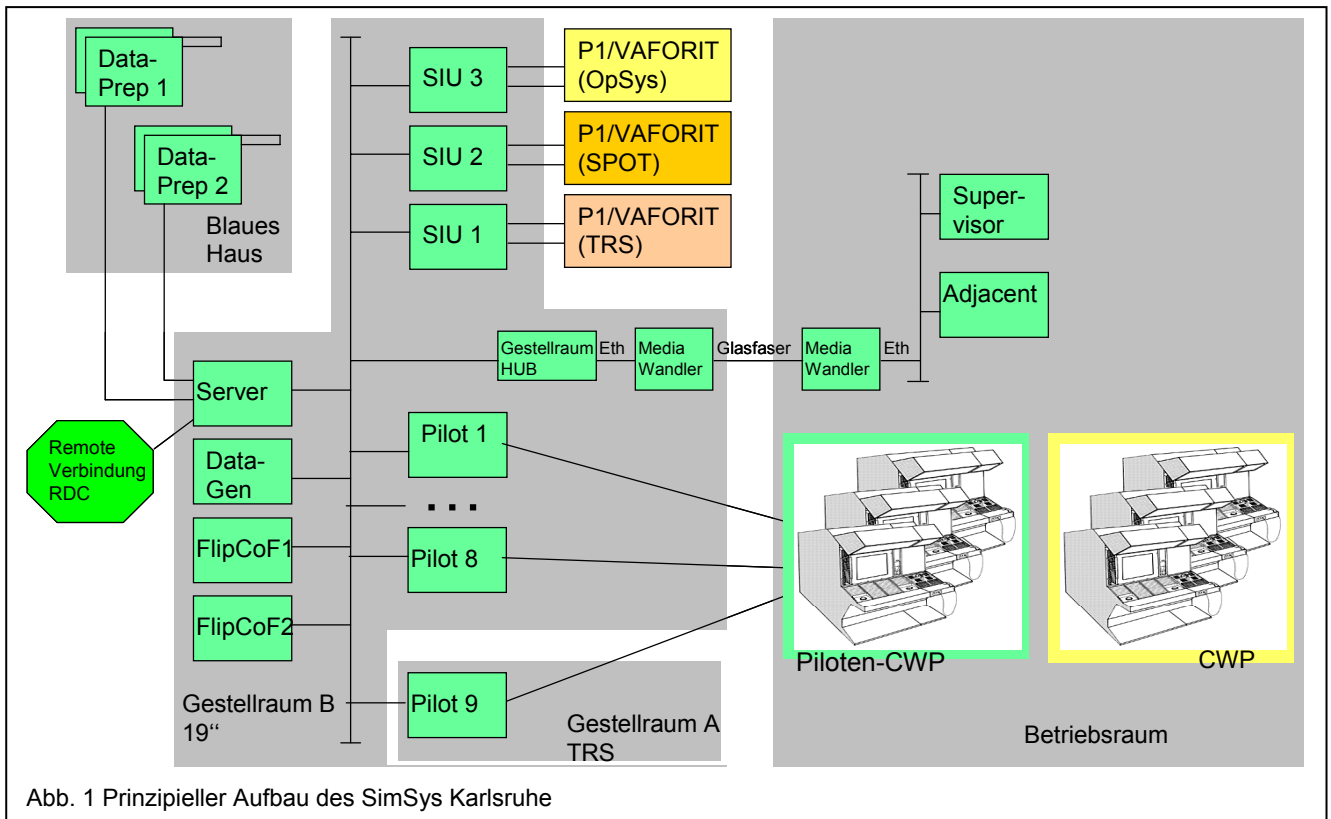 Data-
Prep 1
Data-
Prep 2
Blaues
Haus
SIU 3
P1/VAFORIT
(OpSys)
SIU 2
P1/VAFORIT
(SPOT)
SIU 1
P1/VAFORIT
(TRS)
Super-
visor
Adjacent
Gestellraum
HUB
Eth
Media
Wandler
Glasfaser
Media
Wandler
Eth
Server
Remote
Verbindung
RDC
Data-
Gen
FlipCoF1
FlipCoF2
Pilot 1
. . .
Pilot 8
Pilot 9
Gestellraum B
19“
Gestellraum A
TRS
Piloten-CWP
CWP
Betriebsraum
Abb. 1 Prinzipieller Aufbau des SimSys Karlsruhe